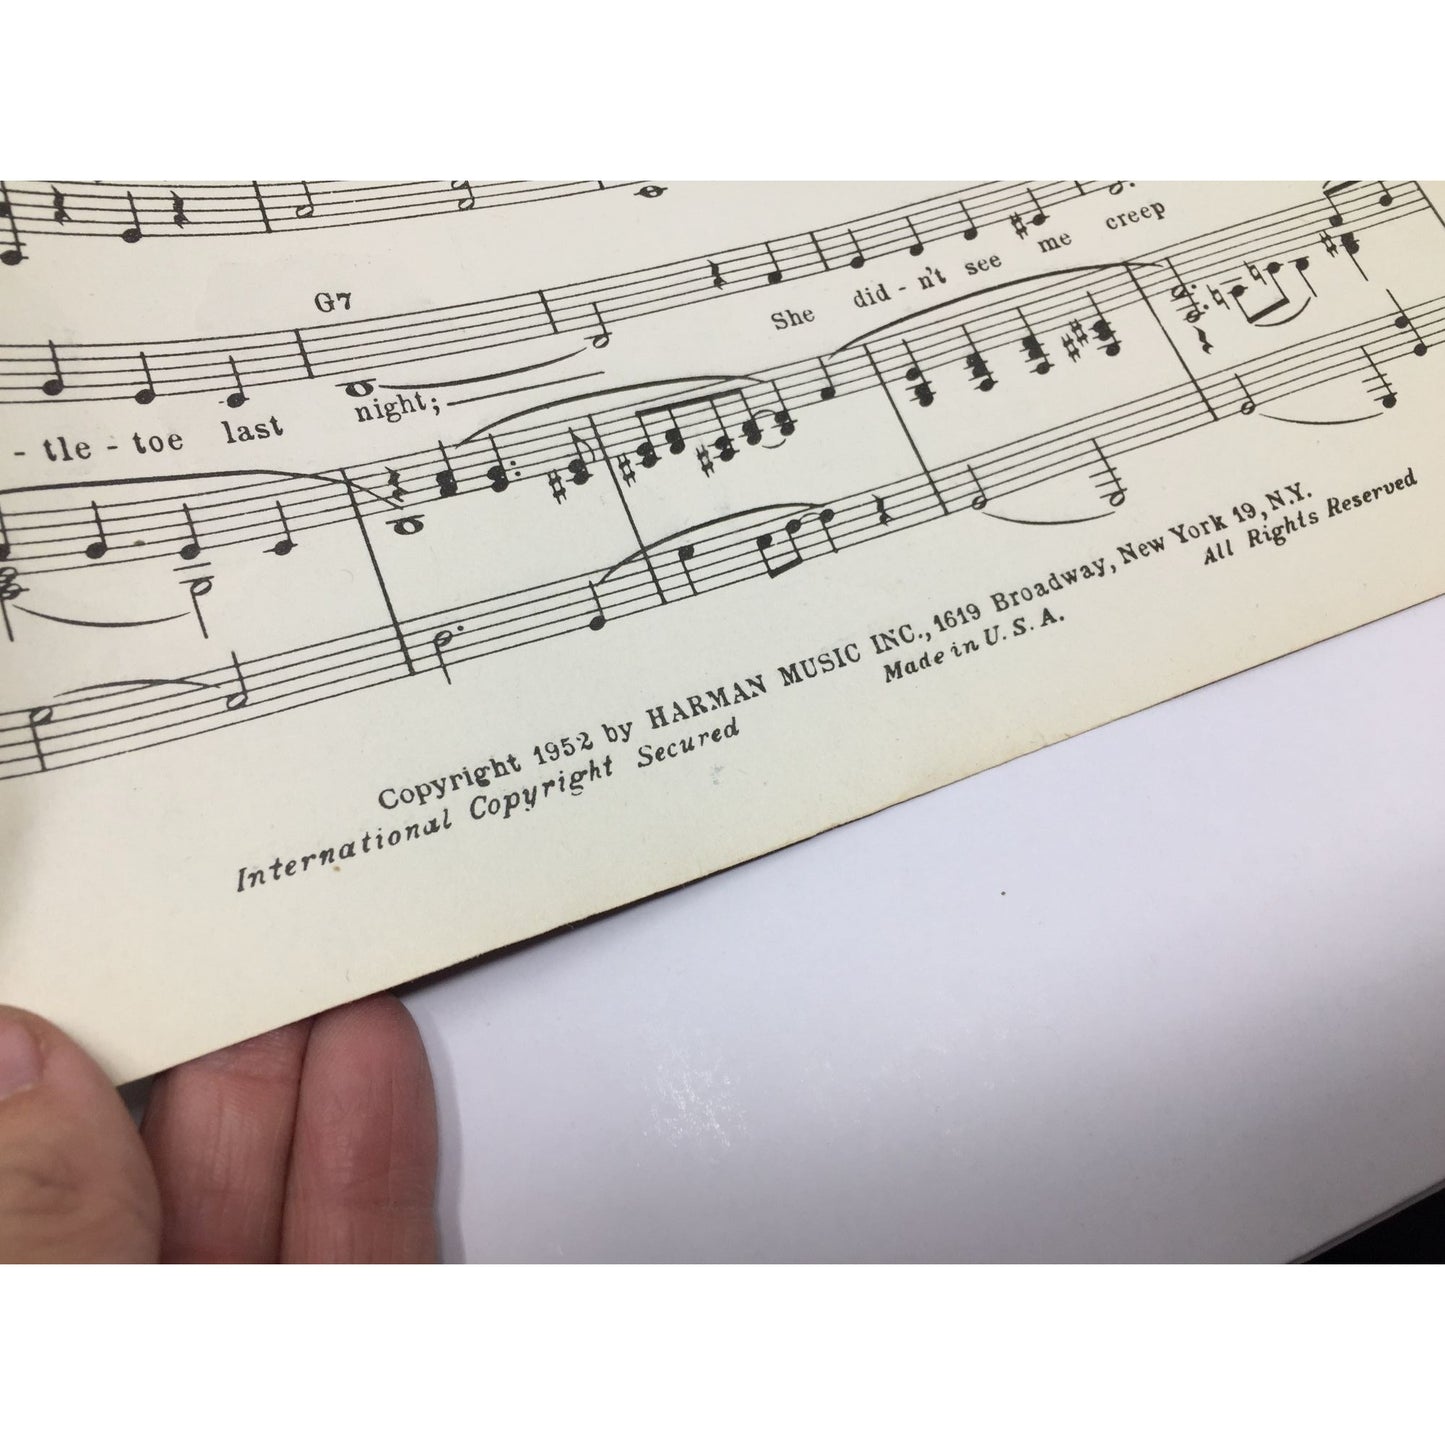 G7
- tle - toe last night; She did - n't see me creep
Copyright 1952 by HARMAN MUSIC INC., 1619 Broadway, New York 19, N.Y.
International Copyright Secured Made in U. S. A. All Rights Reserved